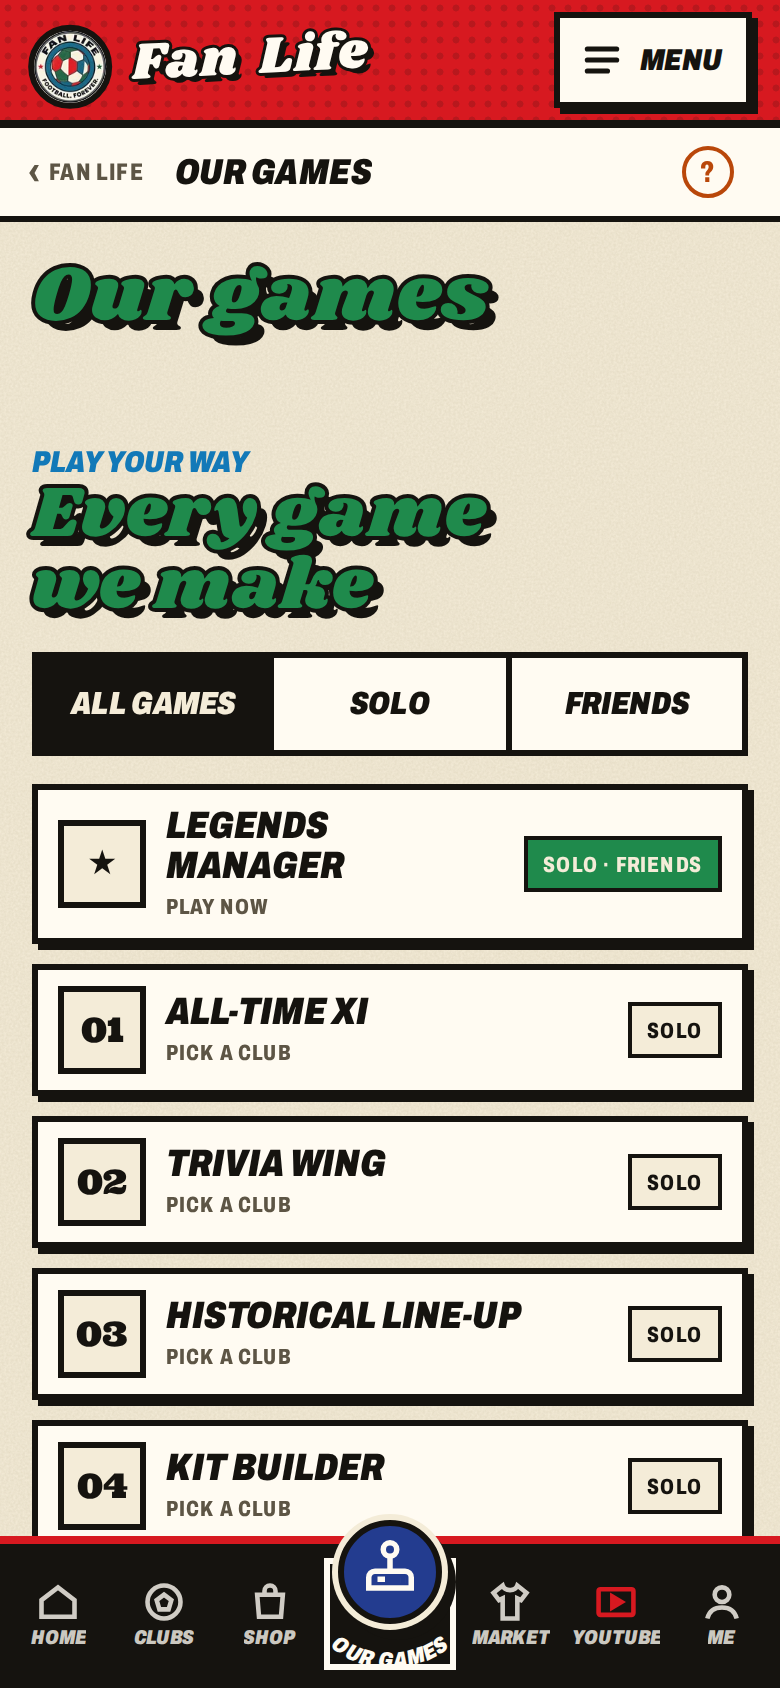 FAN LIFE
FOOTBALL. FOREVER.
Fan Life
MENU
‹ FAN LIFE
OUR GAMES
?
Our games
PLAY YOUR WAY
Every game
we make
ALL GAMES
SOLO
FRIENDS
★
LEGENDS
MANAGER
PLAY NOW
SOLO · FRIENDS
01
ALL-TIME XI
PICK A CLUB
SOLO
02
TRIVIA WING
PICK A CLUB
SOLO
03
HISTORICAL LINE-UP
PICK A CLUB
SOLO
04
KIT BUILDER
PICK A CLUB
SOLO
HOME
CLUBS
SHOP
OUR GAMES
MARKET
YOUTUBE
ME